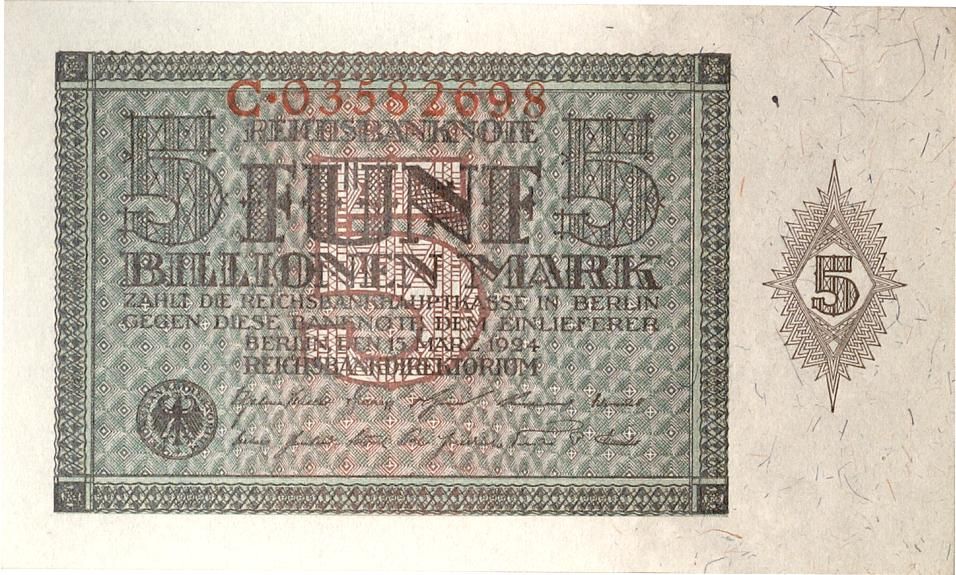 C·03582698
REICHSBANKNOTE
5 FÜNF 5
BILLIONEN MARK
ZAHLT DIE REICHSBANKHAUPTKASSE IN BERLIN
GEGEN DIESE BANKNOTE DEM EINLIEFERER
BERLIN DEN 15. MÄRZ 1924
REICHSBANKDIREKTORIUM
5
5